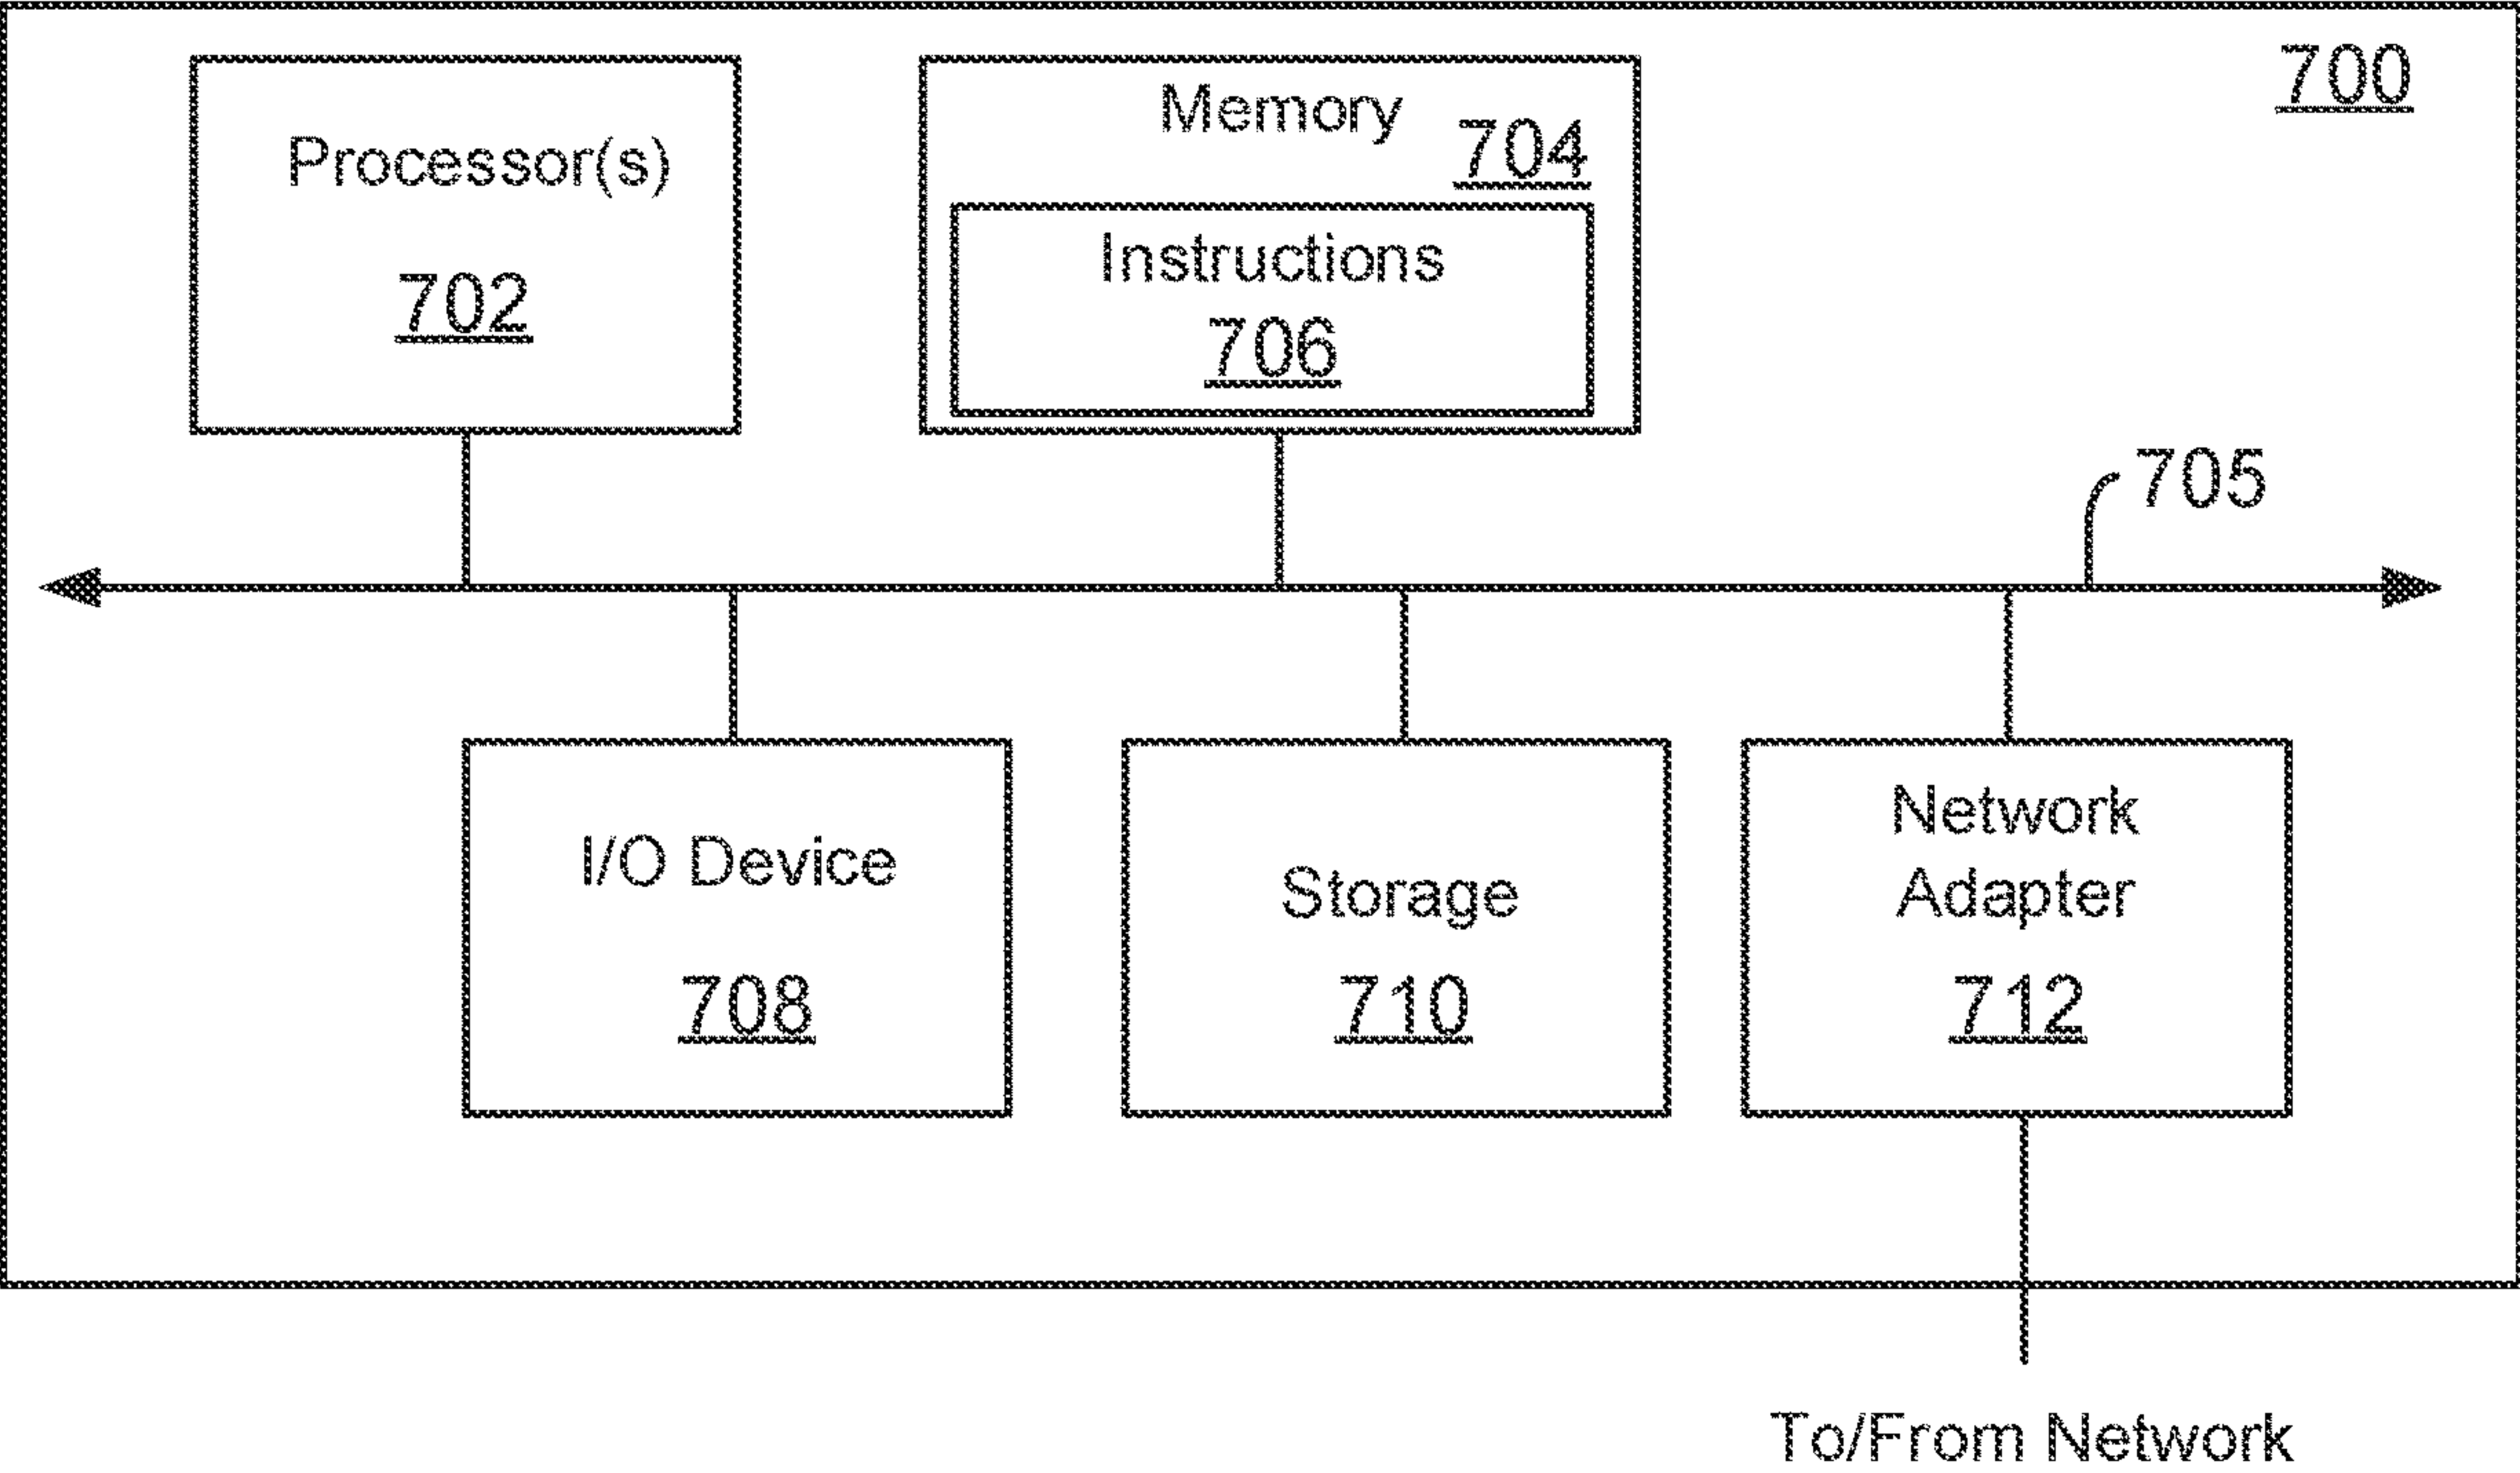 700
Processor(s)
702
Memory
704
Instructions
706
705
I/O Device
708
Storage
710
Network
Adapter
712
To/From Network